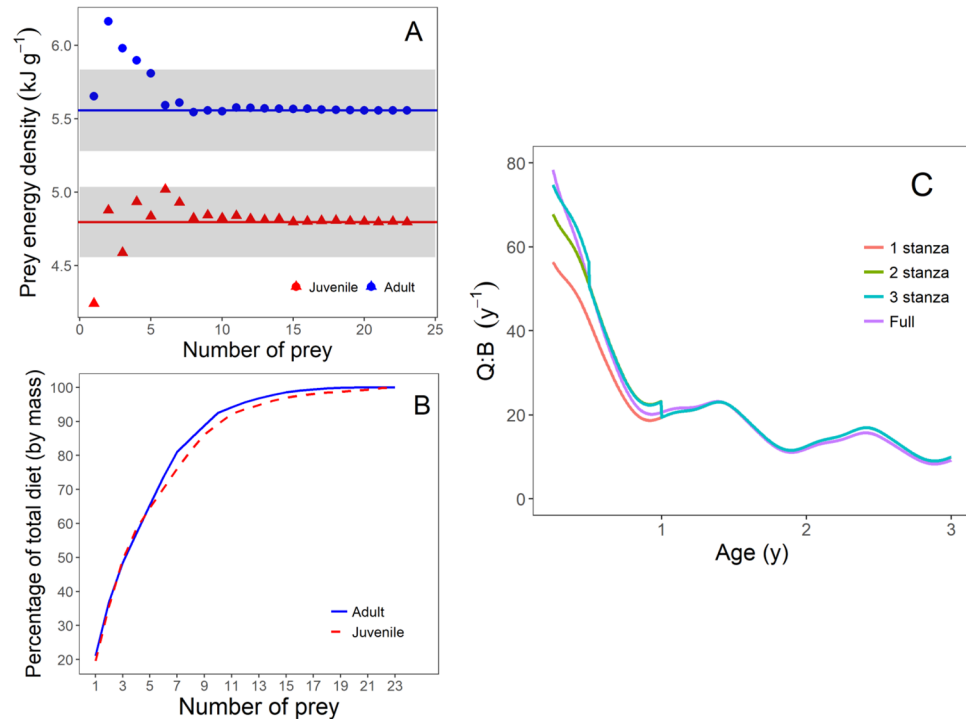 A
Prey energy density (kJ g⁻¹)
6.0
5.5
5.0
4.5
Juvenile Adult
0 5 10 15 20 25
Number of prey
B
Percentage of total diet (by mass)
100
90
80
70
60
50
40
30
20
Adult
Juvenile
1 3 5 7 9 11 13 15 17 19 21 23
Number of prey
C
Q:B (y⁻¹)
80
60
40
20
0
1 stanza
2 stanza
3 stanza
Full
1 2 3
Age (y)